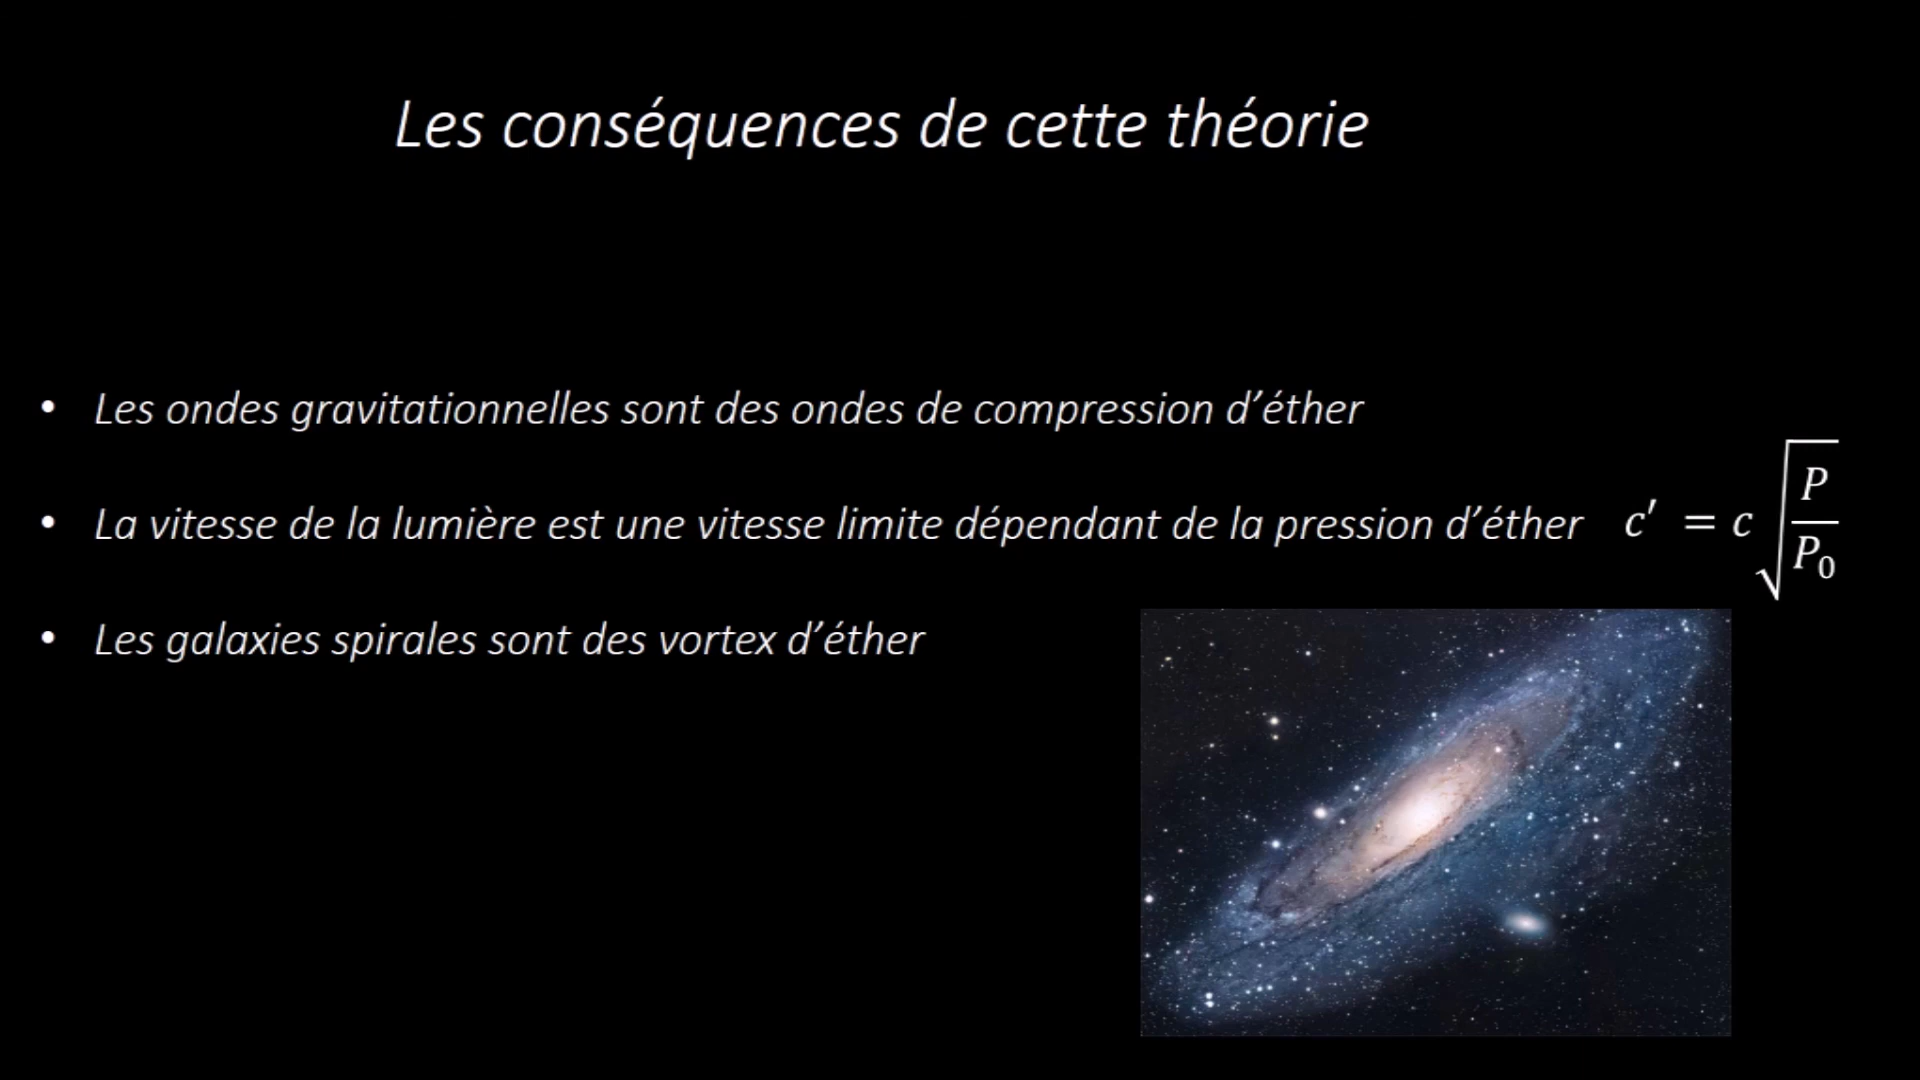 Les conséquences de cette théorie
• Les ondes gravitationnelles sont des ondes de compression d’éther
• La vitesse de la lumière est une vitesse limite dépendant de la pression d’éther c′ = c √(P/P₀)
• Les galaxies spirales sont des vortex d’éther